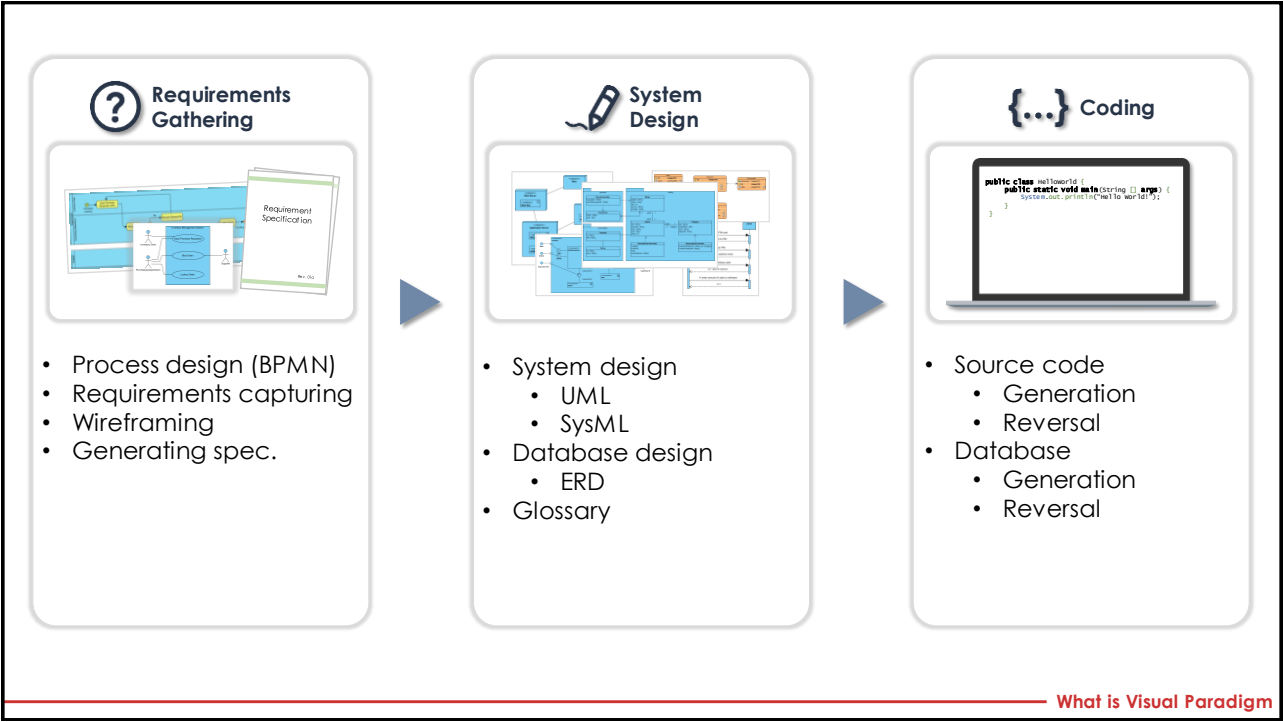 Requirements
Gathering
Requirement
Specification
• Process design (BPMN)
• Requirements capturing
• Wireframing
• Generating spec.
System
Design
• System design
• UML
• SysML
• Database design
• ERD
• Glossary
{...} Coding
public class Helloworld {
public static void main(String [] args) {
System.out.println("Hello World!");
}
}
• Source code
• Generation
• Reversal
• Database
• Generation
• Reversal
What is Visual Paradigm